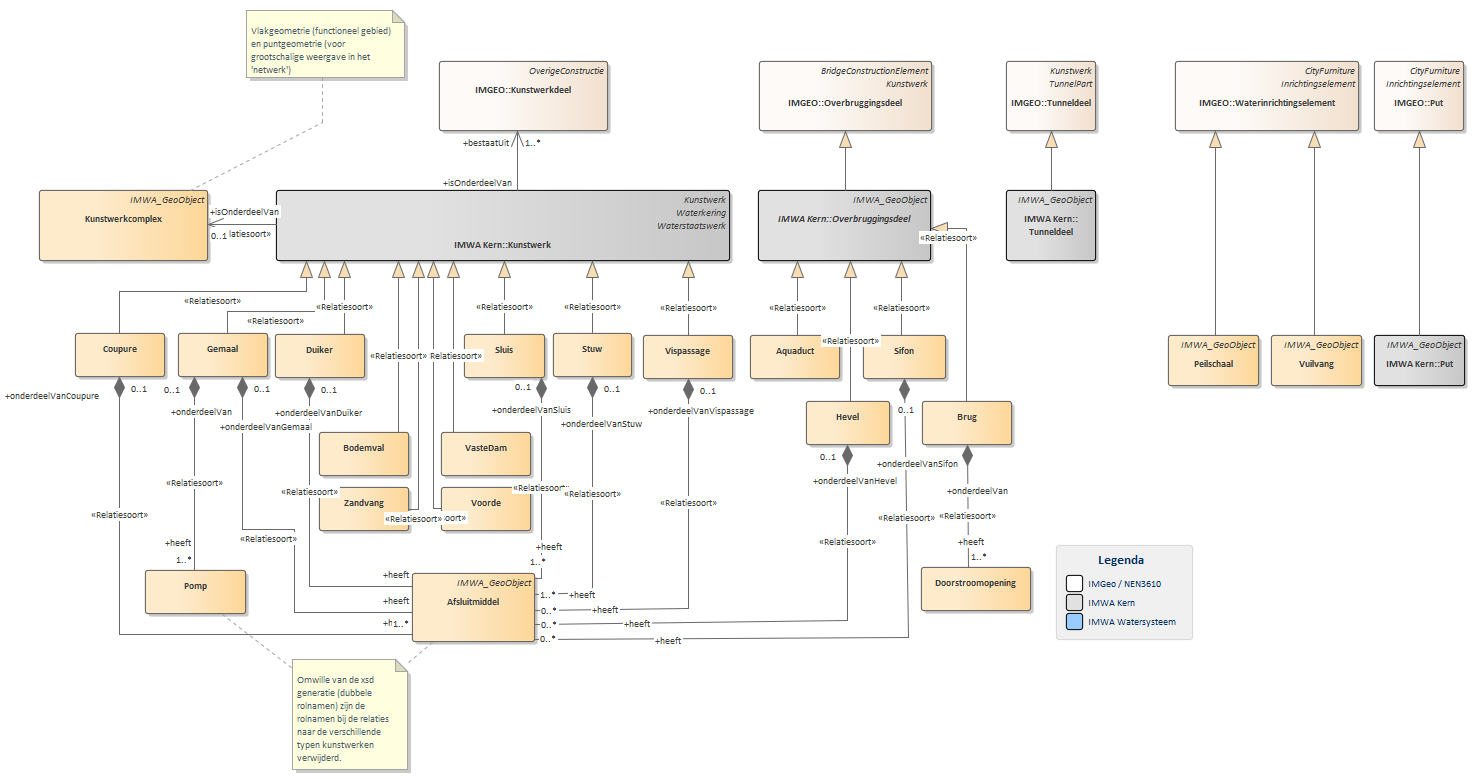 Vlakgeometrie (functioneel gebied)
en puntgeometrie (voor
grootschalige weergave in het
'netwerk')
OverigeConstructie
IMGEO::Kunstwerkdeel
BridgeConstructionElement
Kunstwerk
IMGEO::Overbruggingsdeel
Kunstwerk
TunnelPart
IMGEO::Tunneldeel
CityFurniture
Inrichtingselement
IMGEO::Waterinrichtingselement
CityFurniture
Inrichtingselement
IMGEO::Put
+bestaatUit
1..*
+isOnderdeelVan
IMWA_GeoObject
Kunstwerkcomplex
+isOnderdeelVan
0..1
latiesoort»
Kunstwerk
Waterkering
Waterstaatswerk
IMWA Kern::Kunstwerk
IMWA_GeoObject
IMWA Kern::Overbruggingsdeel
«Relatiesoort»
IMWA_GeoObject
IMWA Kern::
Tunneldeel
«Relatiesoort»
«Relatiesoort»
«Relatiesoort»
«Relatiesoort»
«Relatiesoort»
«Relatiesoort»
«Relatiesoort»
«Relatiesoort»
«Relatiesoort»
«Relatiesoort»
«Relatiesoort»
Relatiesoort»
Coupure
Gemaal
Duiker
Sluis
Stuw
Vispassage
Aquaduct
Sifon
IMWA_GeoObject
Peilschaal
IMWA_GeoObject
Vuilvang
IMWA_GeoObject
IMWA Kern::Put
0..1
0..1
0..1
0..1
0..1
0..1
0..1
0..1
+onderdeelVanCoupure
+onderdeelVan
+onderdeelVanGemaal
+onderdeelVanDuiker
+onderdeelVanSluis
+onderdeelVanStuw
+onderdeelVanVispassage
Hevel
Brug
Bodemval
VasteDam
Zandvang
Voorde
0..1
+onderdeelVanSifon
+onderdeelVanHevel
+onderdeelVan
«Relatiesoort»
«Relatiesoort»
«Relatiesoort
«Relatiesoort»
«Relatiesoort»
«Relatiesoort»
«Relatiesoort»
oort»
«Relatiesoort»
«Relatiesoort»
«Relatiesoort»
«Relatiesoort»
+heeft
1..*
+heeft
1..*
+heeft
1..*
Pomp
+heeft
+heeft
+h
1..*
IMWA_GeoObject
Afsluitmiddel
1..*
+heeft
0..*
+heeft
0..*
+heeft
0..*
+heeft
Doorstroomopening
Legenda
IMGeo / NEN3610
IMWA Kern
IMWA Watersysteem
Omwille van de xsd
generatie (dubbele
rolnamen) zijn de
rolnamen bij de relaties
naar de verschillende
typen kunstwerken
verwijderd.